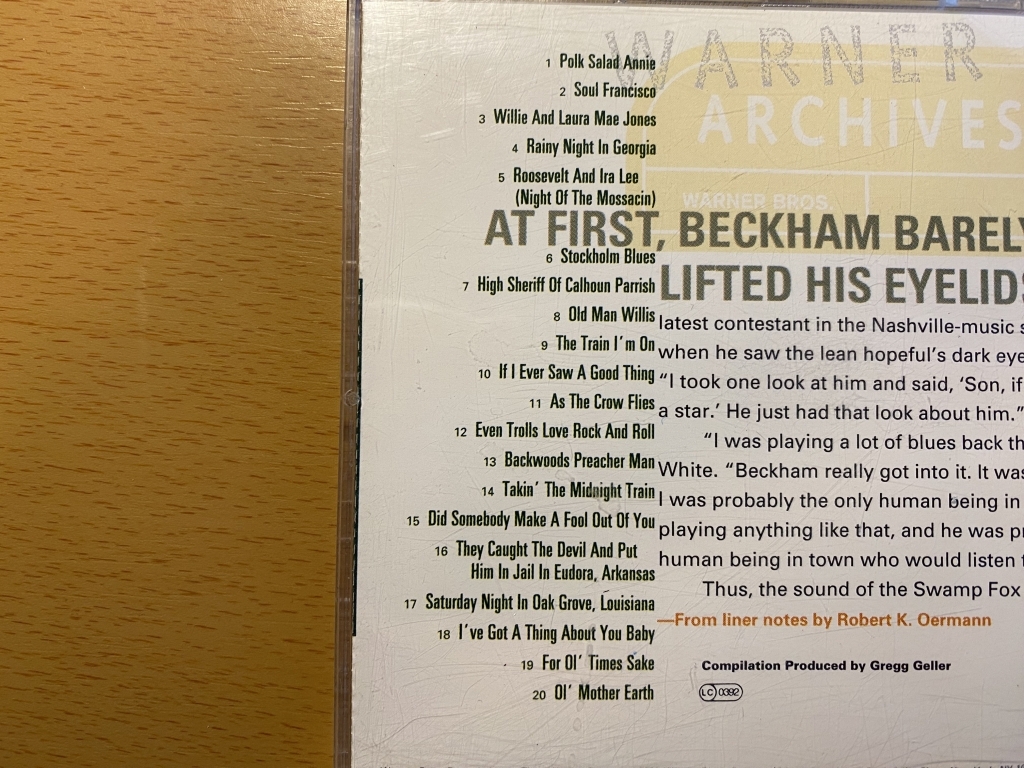 WARNER
ARCHIVES
WARNER BROS.
1 Polk Salad Annie
2 Soul Francisco
3 Willie And Laura Mae Jones
4 Rainy Night In Georgia
5 Roosevelt And Ira Lee
(Night Of The Mossacin)
6 Stockholm Blues
7 High Sheriff Of Calhoun Parrish
8 Old Man Willis
9 The Train I'm On
10 If I Ever Saw A Good Thing
11 As The Crow Flies
12 Even Trolls Love Rock And Roll
13 Backwoods Preacher Man
14 Takin' The Midnight Train
15 Did Somebody Make A Fool Out Of You
16 They Caught The Devil And Put
Him In Jail In Eudora, Arkansas
17 Saturday Night In Oak Grove, Louisiana
18 I've Got A Thing About You Baby
19 For Ol' Times Sake
20 Ol' Mother Earth
AT FIRST, BECKHAM BARELY
LIFTED HIS EYELIDS
latest contestant in the Nashville-music
when he saw the lean hopeful's dark
“I took one look at him and said, ‘Son, if
a star.’ He just had that look about him.”
“I was playing a lot of blues back
White. “Beckham really got into it. It was
I was probably the only human being in
playing anything like that, and he was
human being in town who would listen
Thus, the sound of the Swamp Fox
—From liner notes by Robert K. Oermann
Compilation Produced by Gregg Geller
LC 0392